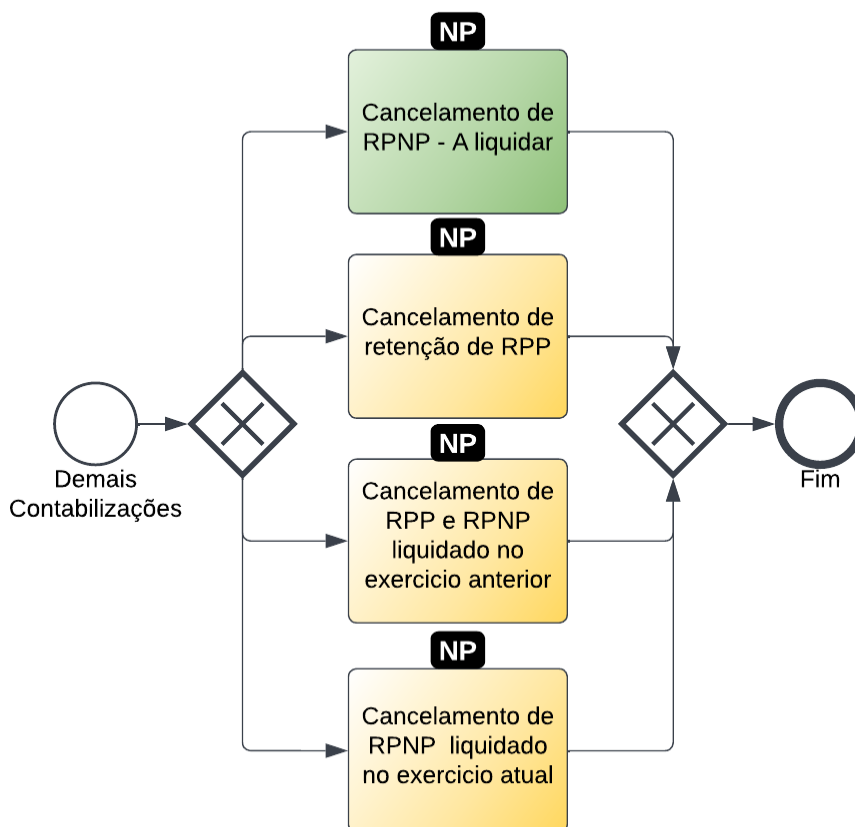 NP
Cancelamento de
RPNP - A liquidar
NP
Cancelamento de
retenção de RPP
Demais
Contabilizações
NP
Cancelamento de
RPP e RPNP
liquidado no
exercicio anterior
Fim
NP
Cancelamento de
RPNP  liquidado
no exercicio atual